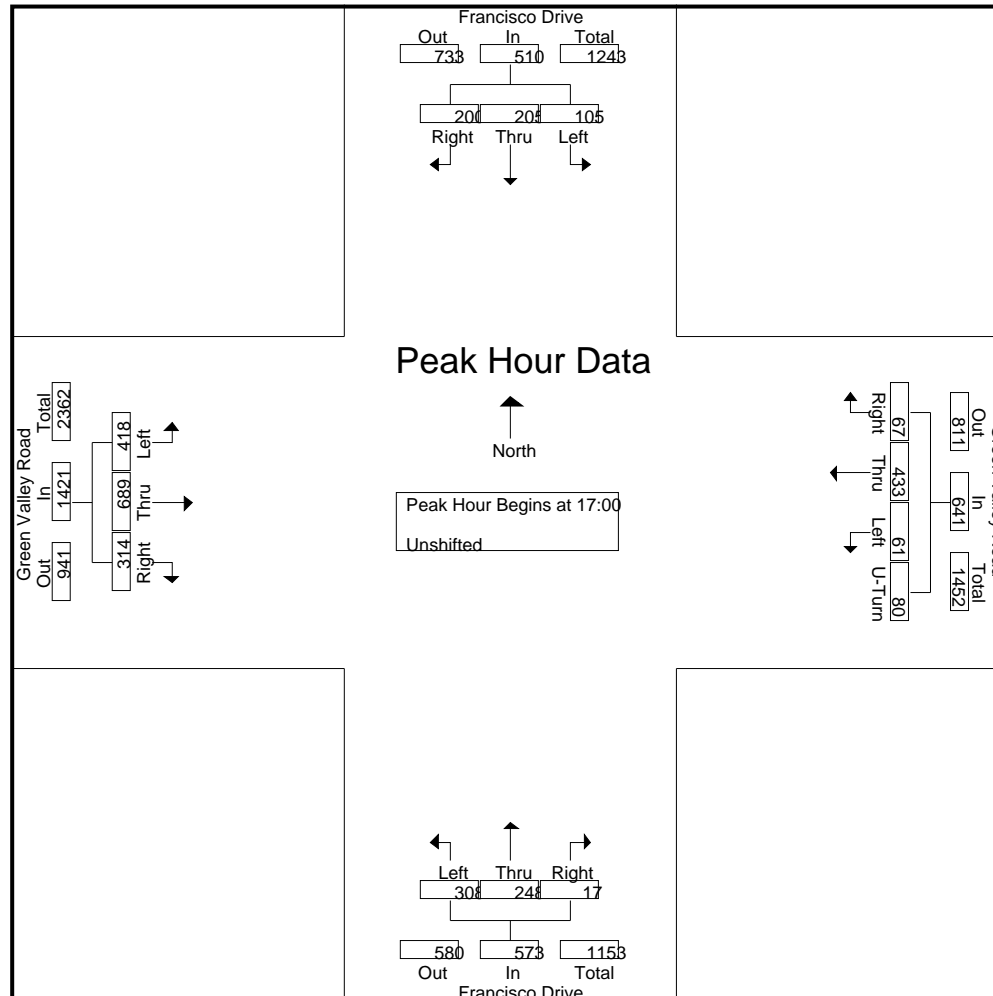 Francisco Drive
Out In Total
733 510 1243
200 205 105
Right Thru Left
Peak Hour Data
North
Peak Hour Begins at 17:00
Unshifted
Green Valley Road
Out In Total
941 1421 2362
Left Thru Right
418 689 314
Right Thru Left U-Turn
67 433 61 80
Out In Total
811 641 1452
Left Thru Right
308 248 17
580 573 1153
Out In Total
Francisco Drive